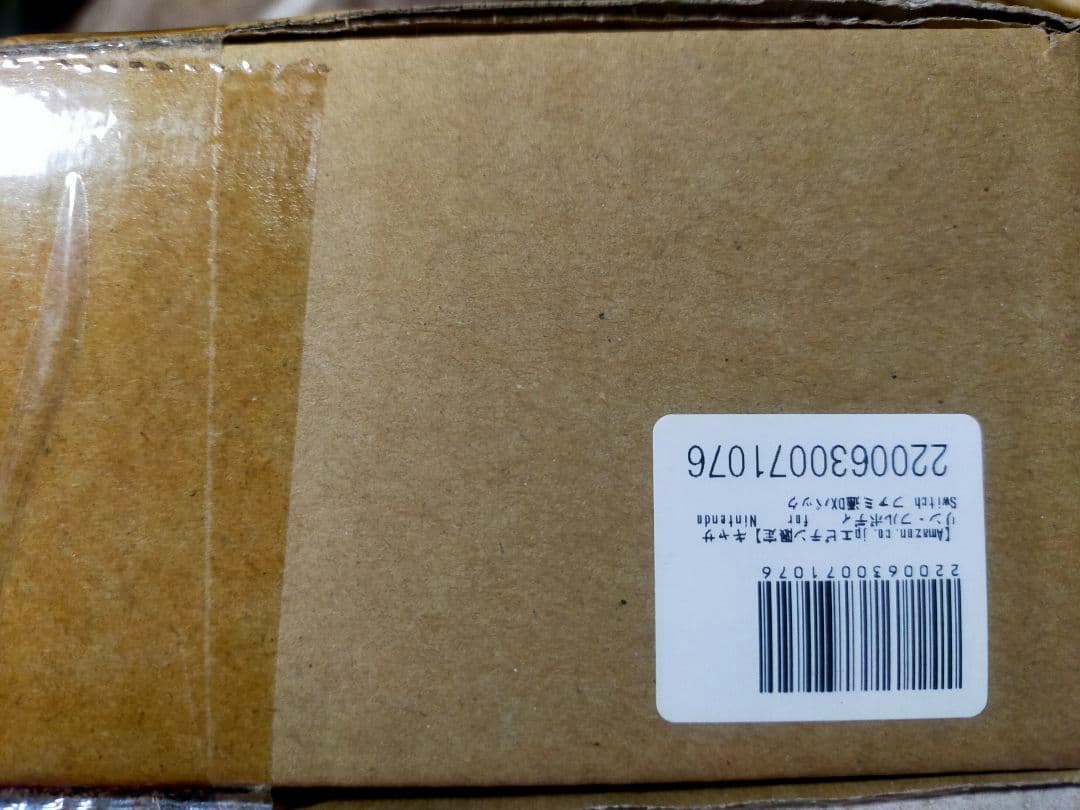 2200630071076
【Amazon.co.jpエビテン限定】キャサ
リン・フルボディ for Nintendo
Switch ファミ通DXパック
2200630071076